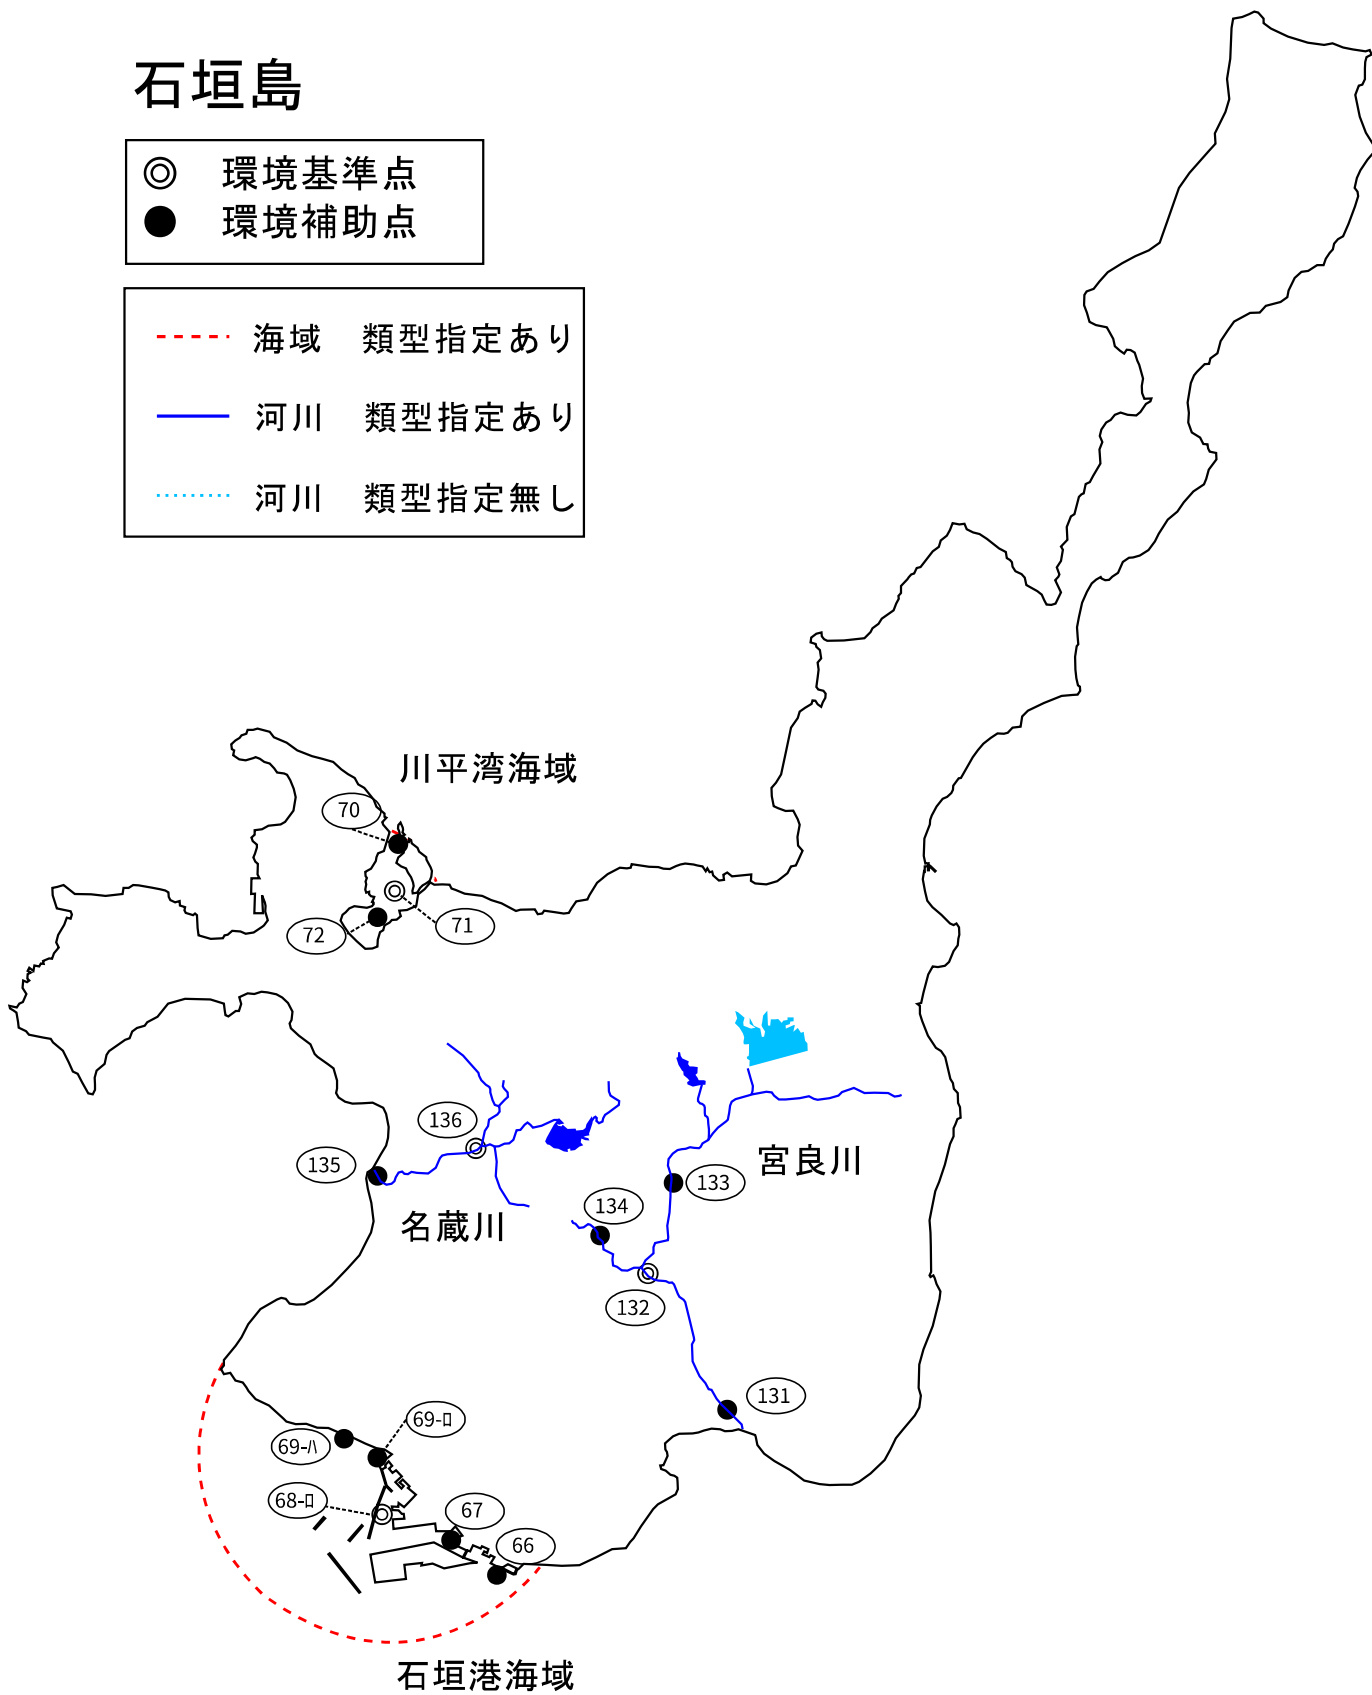 石垣島
環境基準点
環境補助点
海域 類型指定あり
河川 類型指定あり
河川 類型指定無し
川平湾海域
70
71
72
136
135
名蔵川
宮良川
133
134
132
131
69-ロ
69-ハ
68-ロ
67
66
石垣港海域